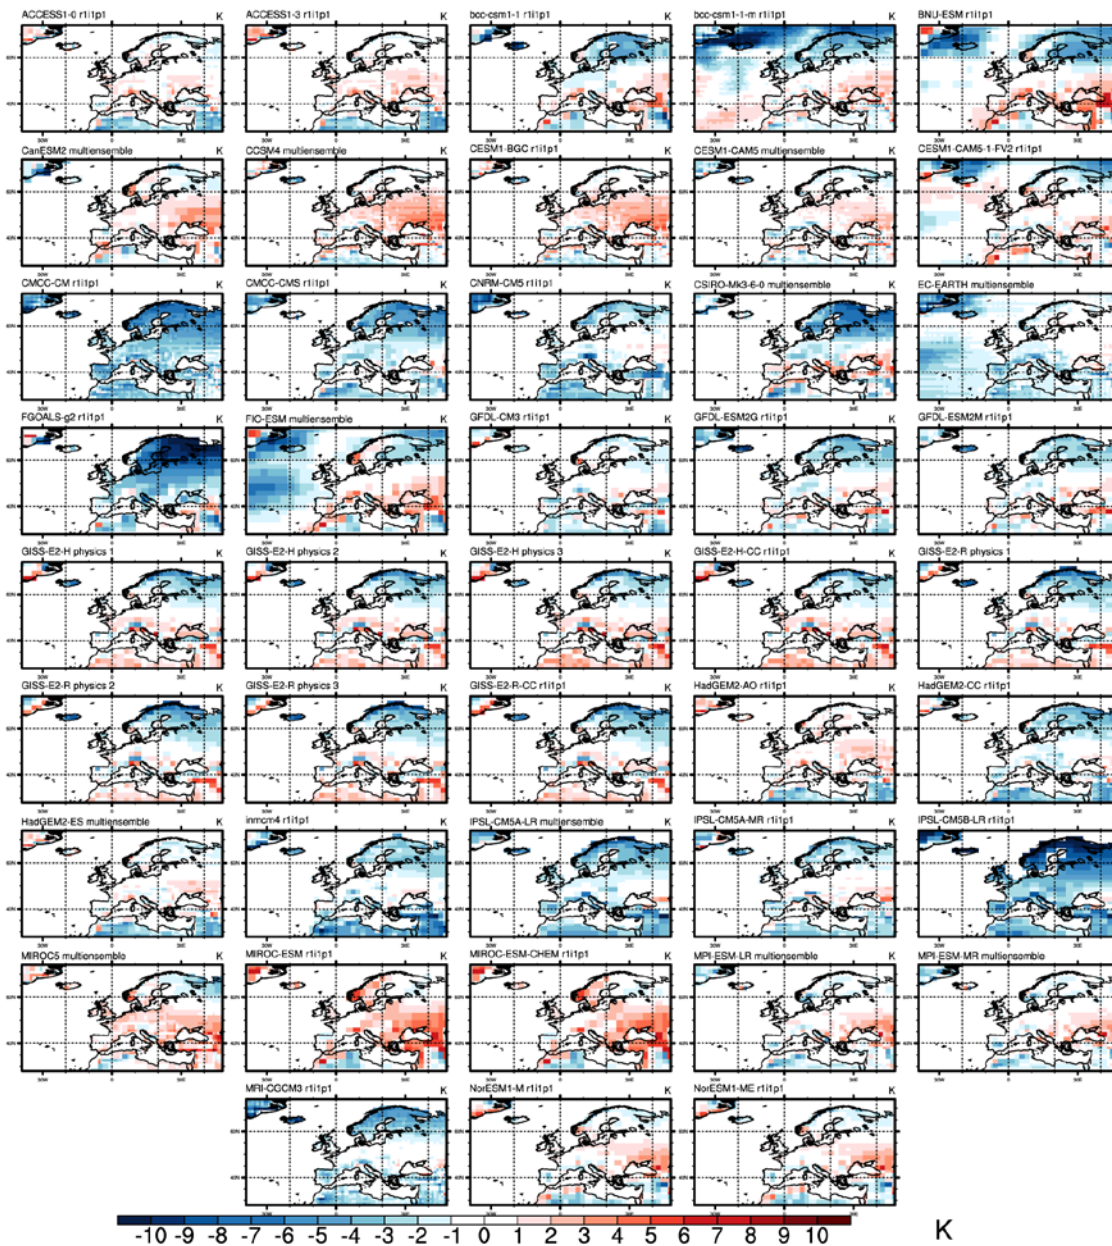 ACCESS1-0 r1i1p1 K ACCESS1-3 r1i1p1 K bcc-csm1-1 r1i1p1 K bcc-csm1-1-m r1i1p1 K BNU-ESM r1i1p1
CanESM2 multiensemble K CCSM4 multiensemble K CESM1-BGC r1i1p1 K CESM1-CAM5 multiensemble K CESM1-CAM5-1-FV2 r1i1p1
CMCC-CM r1i1p1 K CMCC-CMS r1i1p1 K CNRM-CM5 r1i1p1 K CSIRO-Mk3-6-0 multiensemble K EC-EARTH multiensemble
FGOALS-g2 r1i1p1 K FIO-ESM multiensemble K GFDL-CM3 r1i1p1 K GFDL-ESM2G r1i1p1 K GFDL-ESM2M r1i1p1
GISS-E2-H physics 1 K GISS-E2-H physics 2 K GISS-E2-H physics 3 K GISS-E2-H-CC r1i1p1 K GISS-E2-R physics 1
GISS-E2-R physics 2 K GISS-E2-R physics 3 K GISS-E2-R-CC r1i1p1 K HadGEM2-AO r1i1p1 K HadGEM2-CC r1i1p1
HadGEM2-ES multiensemble K inmcm4 r1i1p1 K IPSL-CM5A-LR multiensemble K IPSL-CM5A-MR r1i1p1 K IPSL-CM5B-LR r1i1p1
MIROC5 multiensemble K MIROC-ESM r1i1p1 K MIROC-ESM-CHEM r1i1p1 K MPI-ESM-LR multiensemble K MPI-ESM-MR multiensemble
MRI-CGCM3 r1i1p1 K NorESM1-M r1i1p1 K NorESM1-ME r1i1p1 K
-10 -9 -8 -7 -6 -5 -4 -3 -2 -1 0 1 2 3 4 5 6 7 8 9 10 K